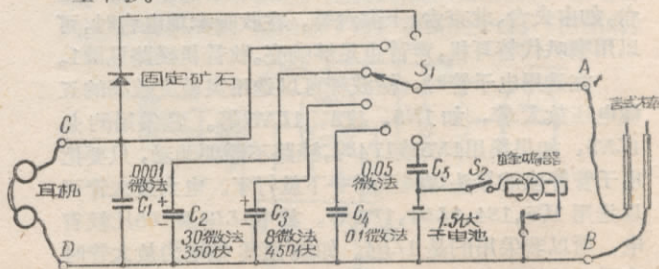 固定矿石
S₁
A
试棒
C
耳机
.0001
微法
C₁
C₂
30微法
350伏
C₃
8微法
450伏
C₄
0.1微法
0.05
微法
C₅
S₂
蜂鸣器
1.5伏
干电池
D
B